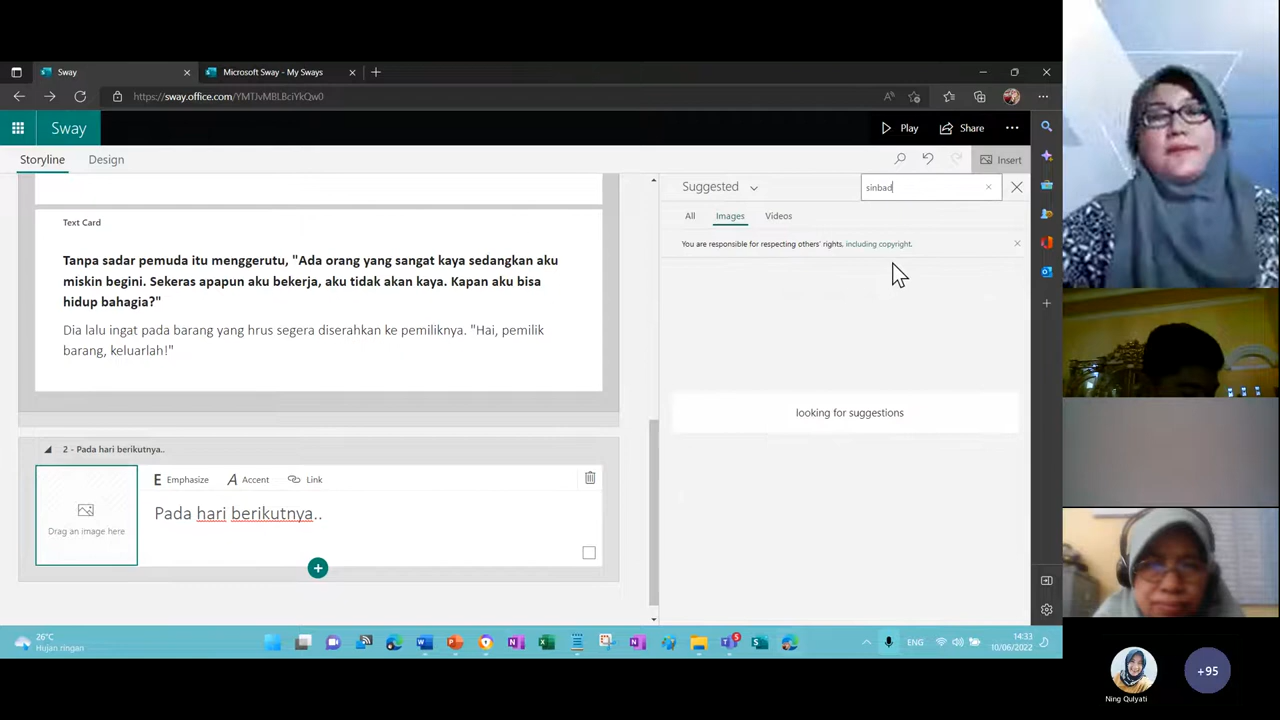 Sway
Microsoft Sway - My Sways
https://sway.office.com/YMTJvMBLBciYkQw0
Sway
Play
Share
Storyline
Design
Insert
Text Card
Tanpa sadar pemuda itu menggerutu, "Ada orang yang sangat kaya sedangkan aku
miskin begini. Sekeras apapun aku bekerja, aku tidak akan kaya. Kapan aku bisa
hidup bahagia?"
Dia lalu ingat pada barang yang hrus segera diserahkan ke pemiliknya. "Hai, pemilik
barang, keluarlah!"
2 - Pada hari berikutnya..
E Emphasize
A Accent
Link
Drag an image here
Pada hari berikutnya..
Suggested
sinbad
All
Images
Videos
You are responsible for respecting others' rights, including copyright.
looking for suggestions
26°C
Hujan ringan
5
ENG
14:33
10/06/2022
Ning Qulyati
+95